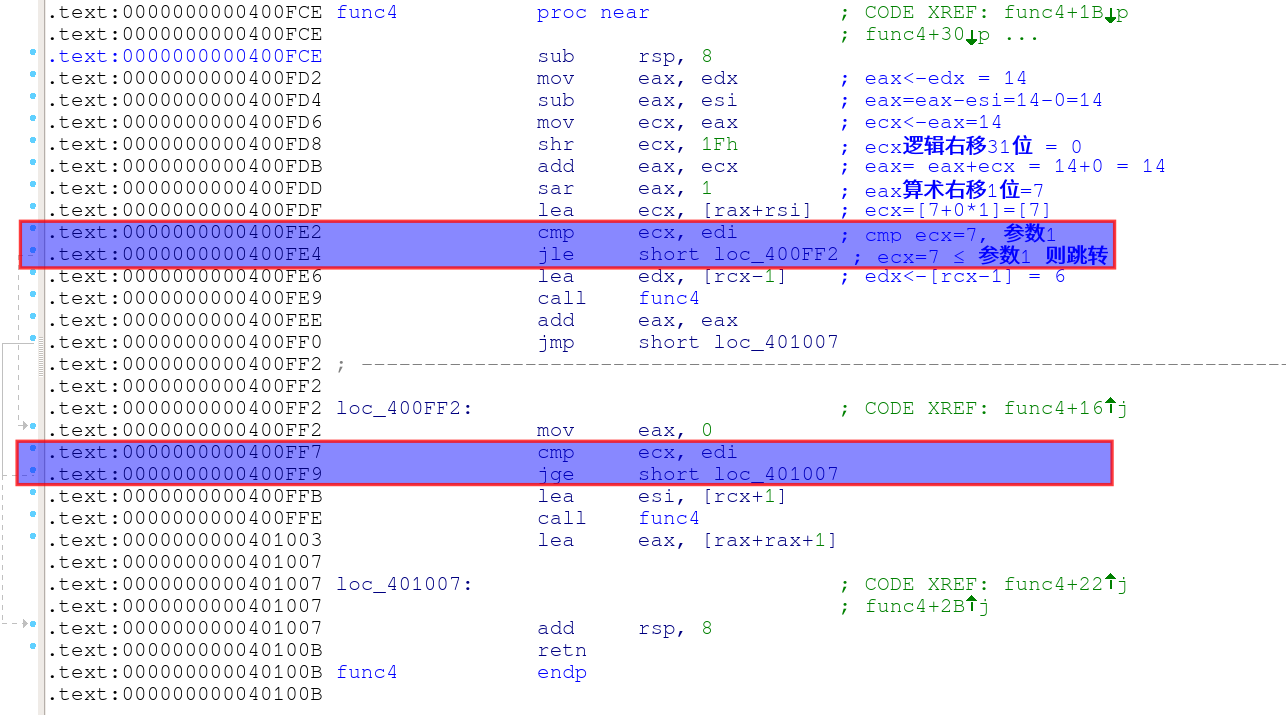 .text:0000000000400FCE func4 proc near ; CODE XREF: func4+1B↓p
.text:0000000000400FCE ; func4+30↓p ...
.text:0000000000400FCE sub rsp, 8
.text:0000000000400FD2 mov eax, edx ; eax<-edx = 14
.text:0000000000400FD4 sub eax, esi ; eax=eax-esi=14-0=14
.text:0000000000400FD6 mov ecx, eax ; ecx<-eax=14
.text:0000000000400FD8 shr ecx, 1Fh ; ecx逻辑右移31位 = 0
.text:0000000000400FDB add eax, ecx ; eax= eax+ecx = 14+0 = 14
.text:0000000000400FDD sar eax, 1 ; eax算术右移1位=7
.text:0000000000400FDF lea ecx, [rax+rsi] ; ecx=[7+0*1]=[7]
.text:0000000000400FE2 cmp ecx, edi ; cmp ecx=7, 参数1
.text:0000000000400FE4 jle short loc_400FF2 ; ecx=7 ≤ 参数1 则跳转
.text:0000000000400FE6 lea edx, [rcx-1] ; edx<-[rcx-1] = 6
.text:0000000000400FE9 call func4
.text:0000000000400FEE add eax, eax
.text:0000000000400FF0 jmp short loc_401007
.text:0000000000400FF2 ; ---------------------------------------------------------------------------
.text:0000000000400FF2
.text:0000000000400FF2 loc_400FF2: ; CODE XREF: func4+16↑j
.text:0000000000400FF2 mov eax, 0
.text:0000000000400FF7 cmp ecx, edi
.text:0000000000400FF9 jge short loc_401007
.text:0000000000400FFB lea esi, [rcx+1]
.text:0000000000400FFE call func4
.text:0000000000401003 lea eax, [rax+rax+1]
.text:0000000000401007
.text:0000000000401007 loc_401007: ; CODE XREF: func4+22↑j
.text:0000000000401007 ; func4+2B↑j
.text:0000000000401007 add rsp, 8
.text:000000000040100B retn
.text:000000000040100B func4 endp
.text:000000000040100B